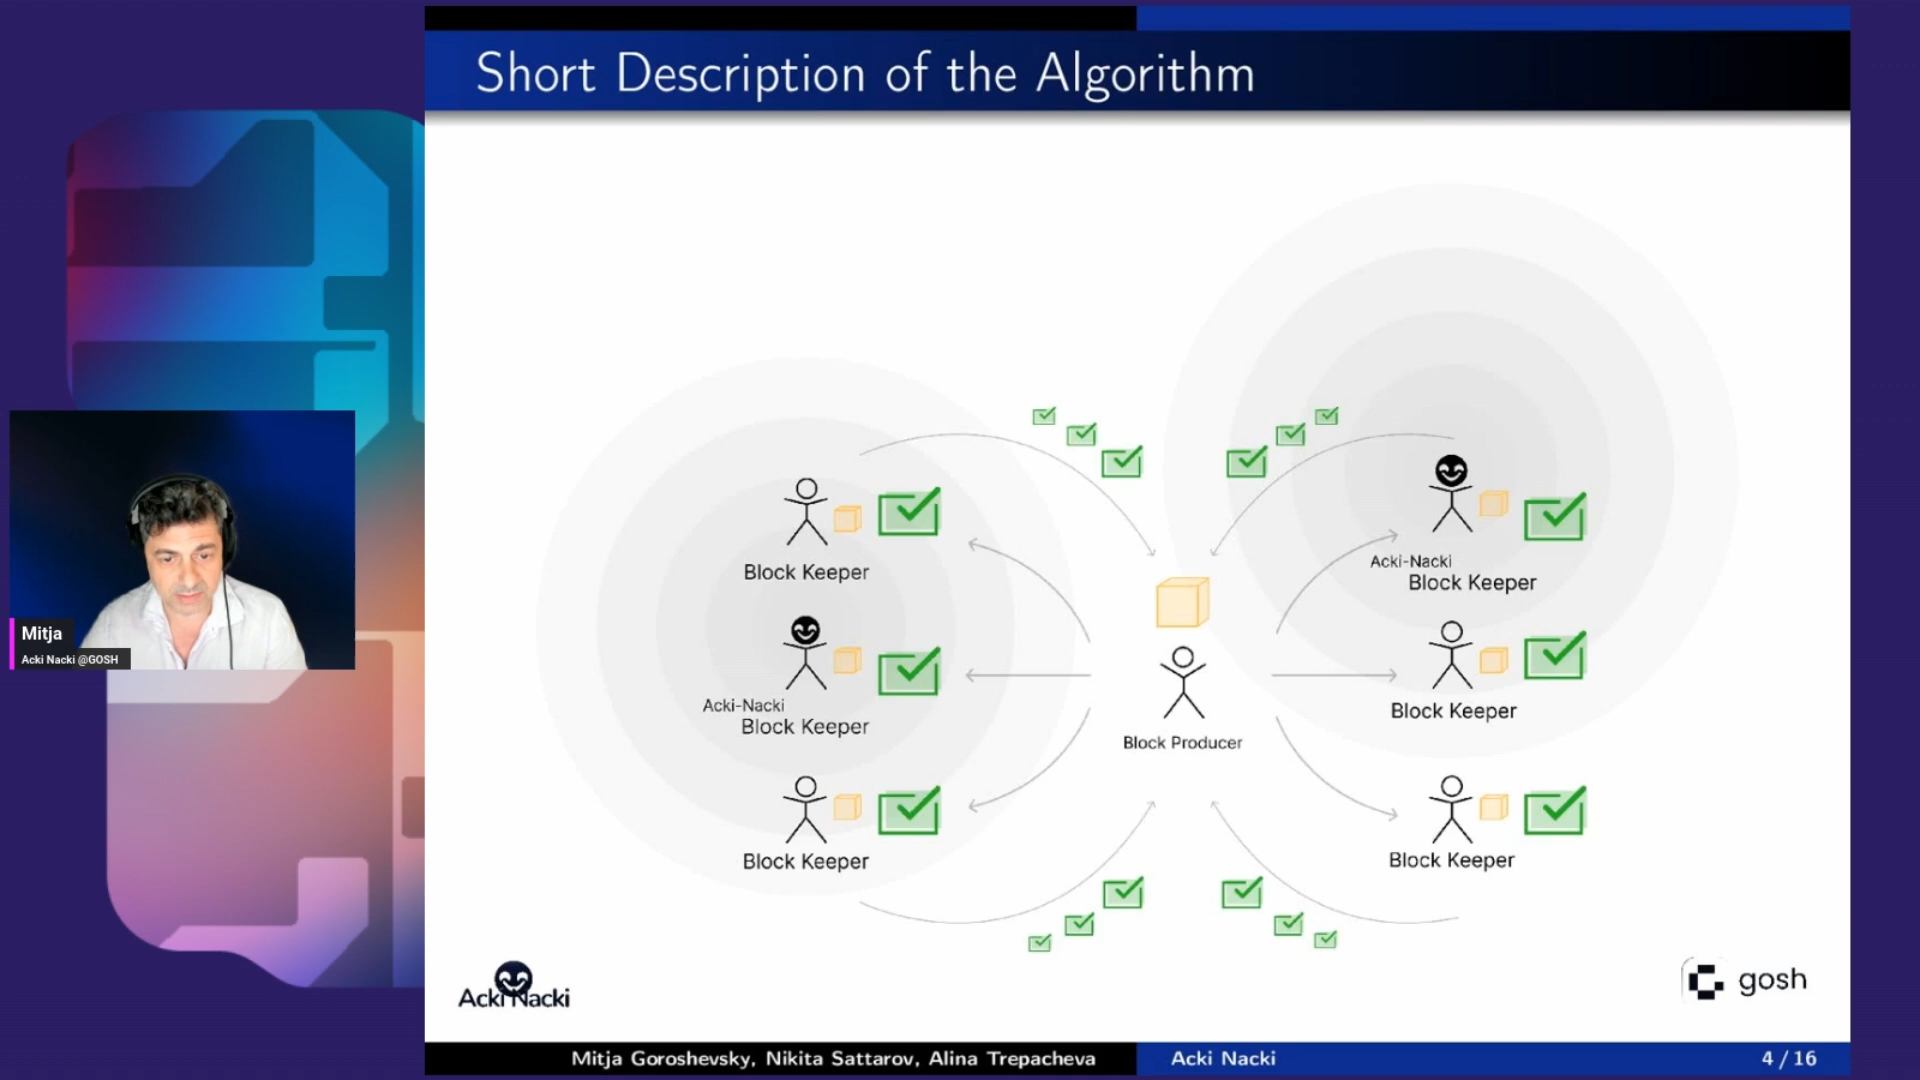 Short Description of the Algorithm
Block Keeper
Acki-Nacki
Block Keeper
Block Keeper
Block Producer
Acki-Nacki
Block Keeper
Block Keeper
Block Keeper
Mitja
Acki Nacki @GOSH
Acki Nacki
gosh
Mitja Goroshevsky, Nikita Sattarov, Alina Trepacheva
Acki Nacki
4 / 16